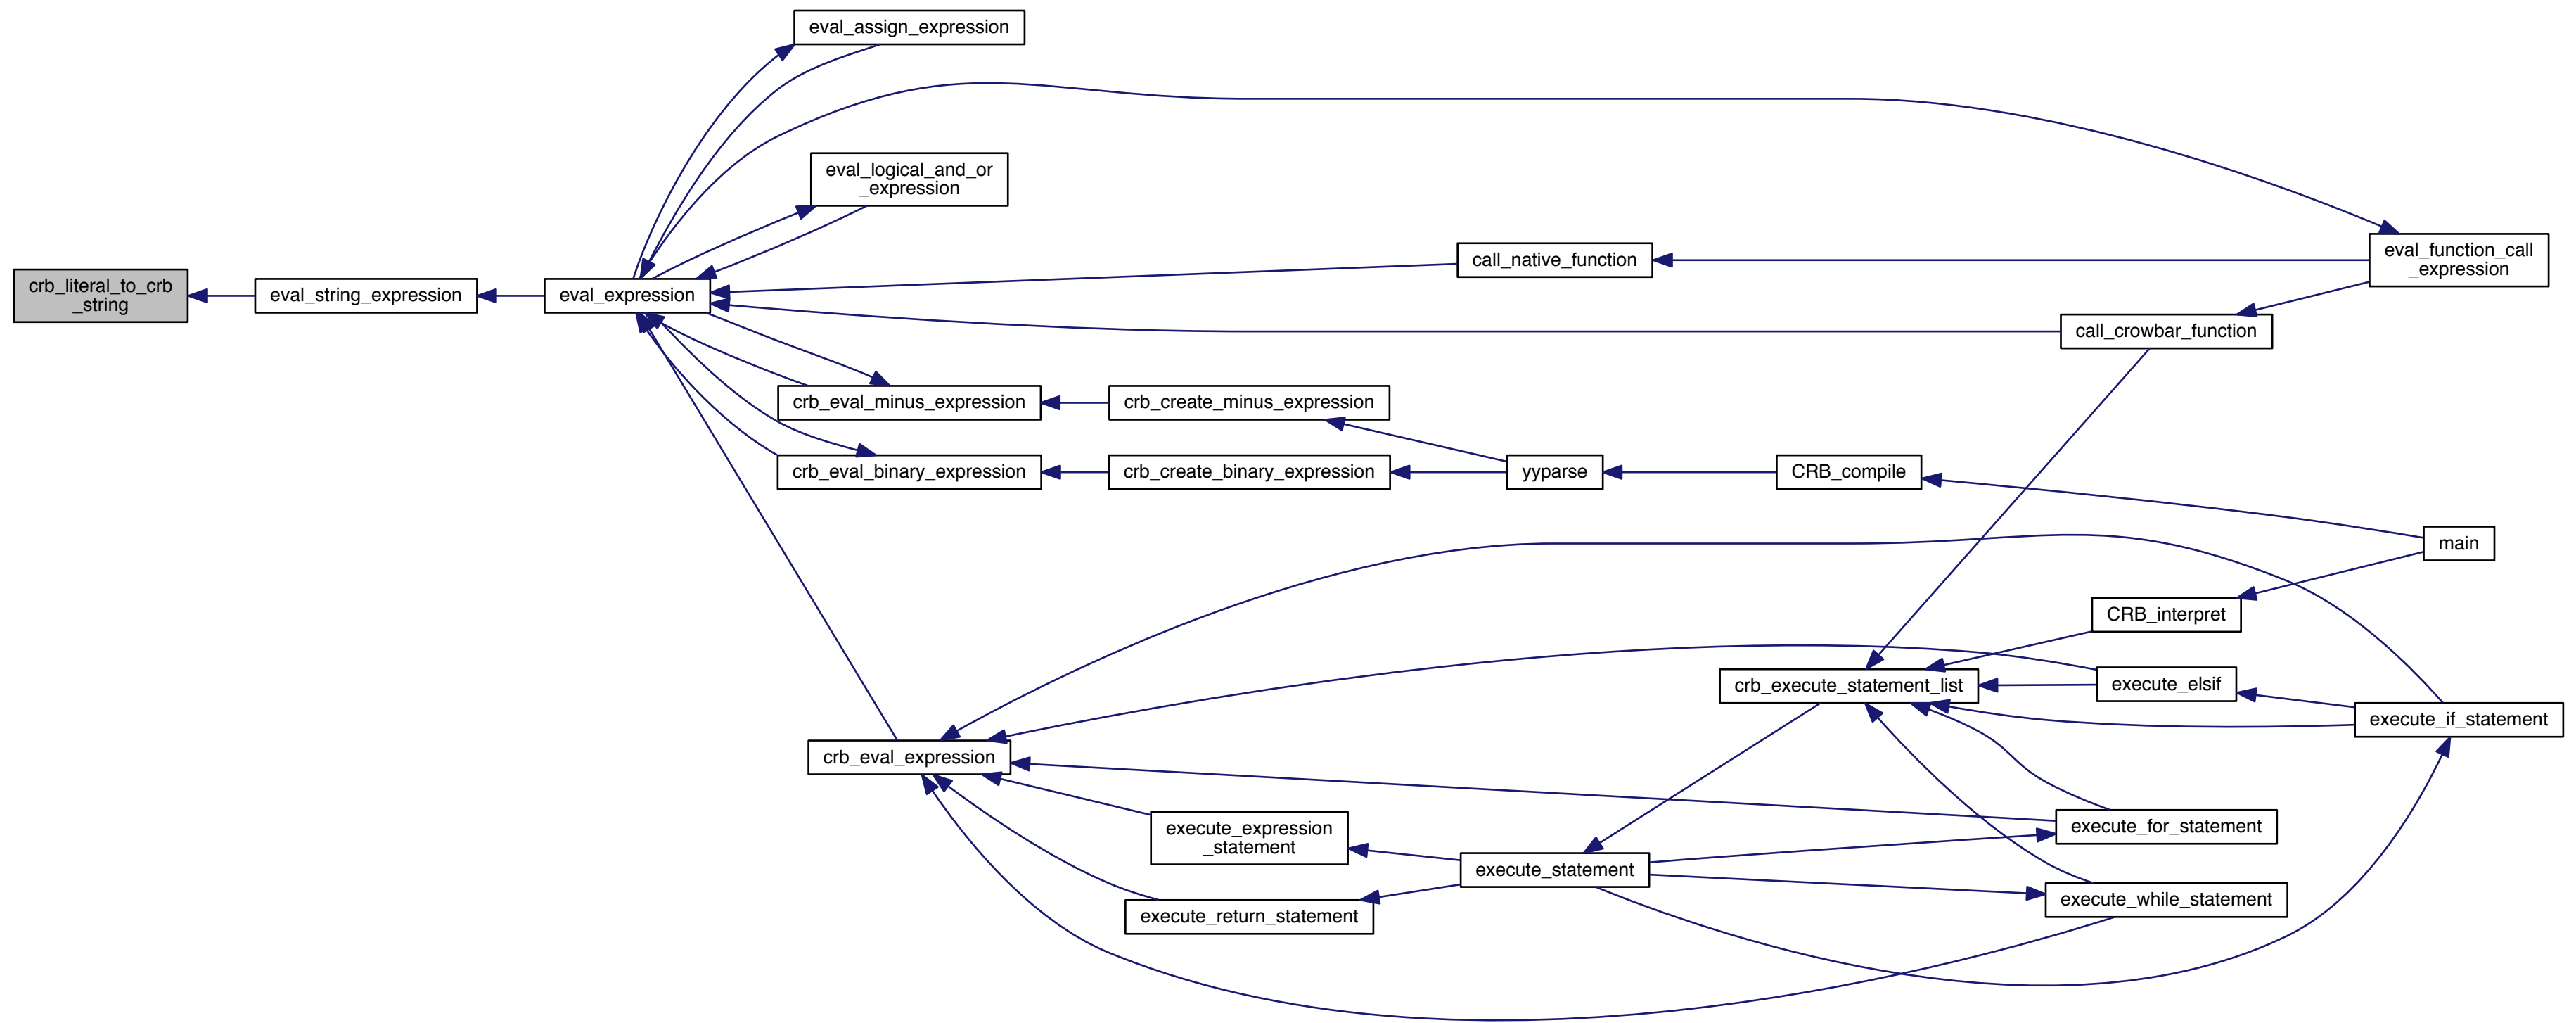 eval_assign_expression
eval_logical_and_or
_expression
eval_function_call
_expression
call_native_function
crb_literal_to_crb
_string
eval_string_expression
eval_expression
call_crowbar_function
crb_eval_minus_expression
crb_create_minus_expression
crb_eval_binary_expression
crb_create_binary_expression
yyparse
CRB_compile
main
CRB_interpret
crb_execute_statement_list
execute_elsif
execute_if_statement
crb_eval_expression
execute_expression
_statement
execute_for_statement
execute_statement
execute_while_statement
execute_return_statement